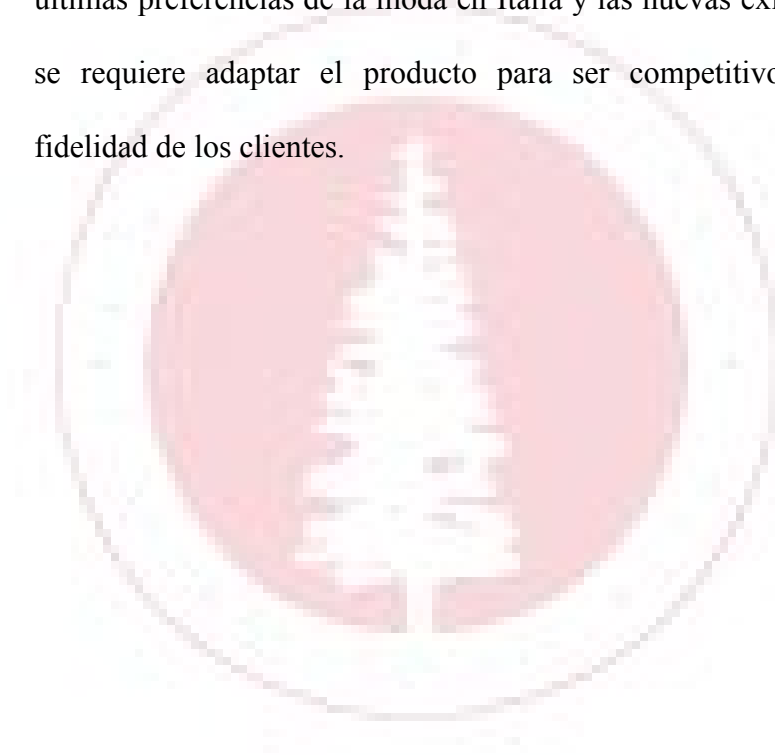 últimas preferencias de la moda en Italia y las nuevas
se requiere adaptar el producto para ser competitivo
fidelidad de los clientes.